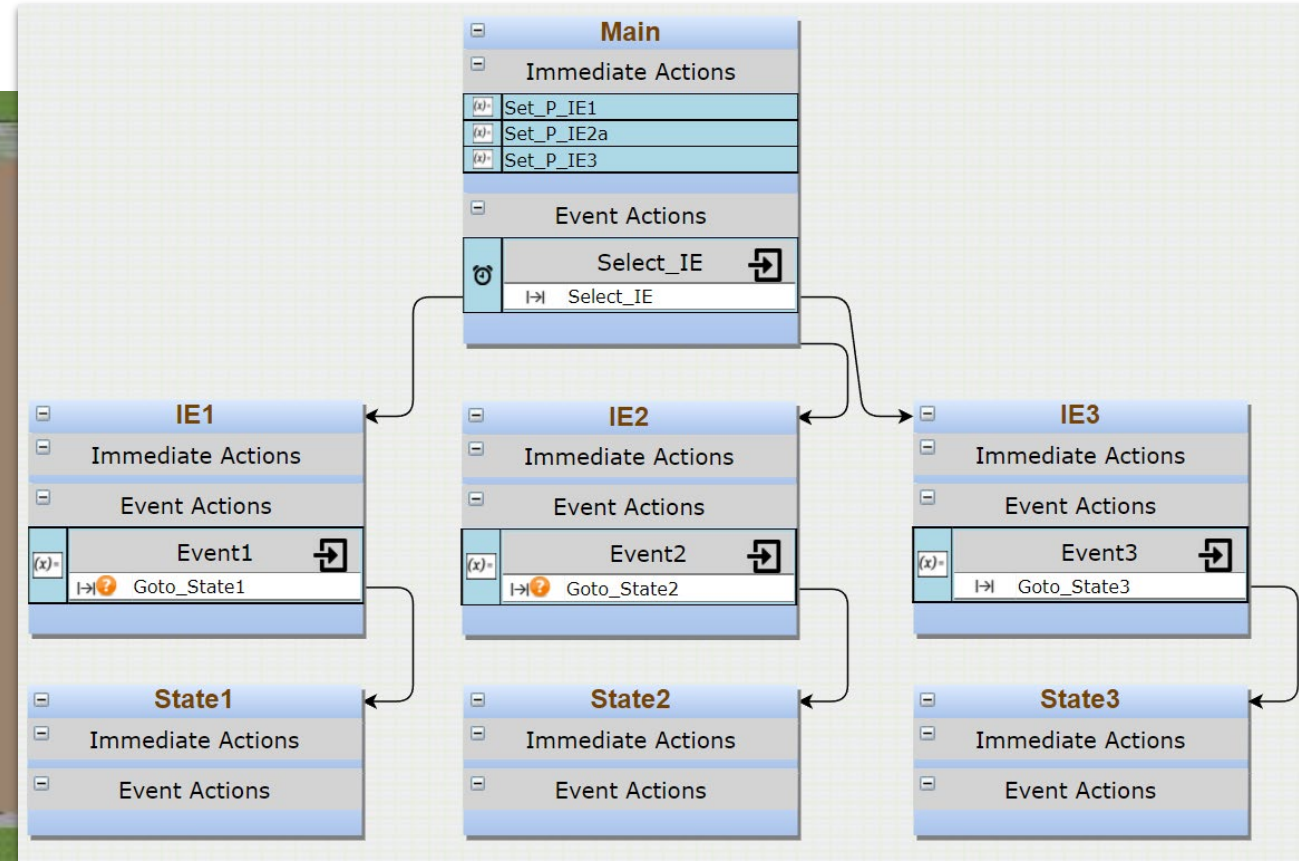 Main
Immediate Actions
(x)= Set_P_IE1
(x)= Set_P_IE2a
(x)= Set_P_IE3
Event Actions
Select_IE
Select_IE
IE1
Immediate Actions
Event Actions
(x)= Event1
? Goto_State1
IE2
Immediate Actions
Event Actions
(x)= Event2
? Goto_State2
IE3
Immediate Actions
Event Actions
(x)= Event3
Goto_State3
State1
Immediate Actions
Event Actions
State2
Immediate Actions
Event Actions
State3
Immediate Actions
Event Actions